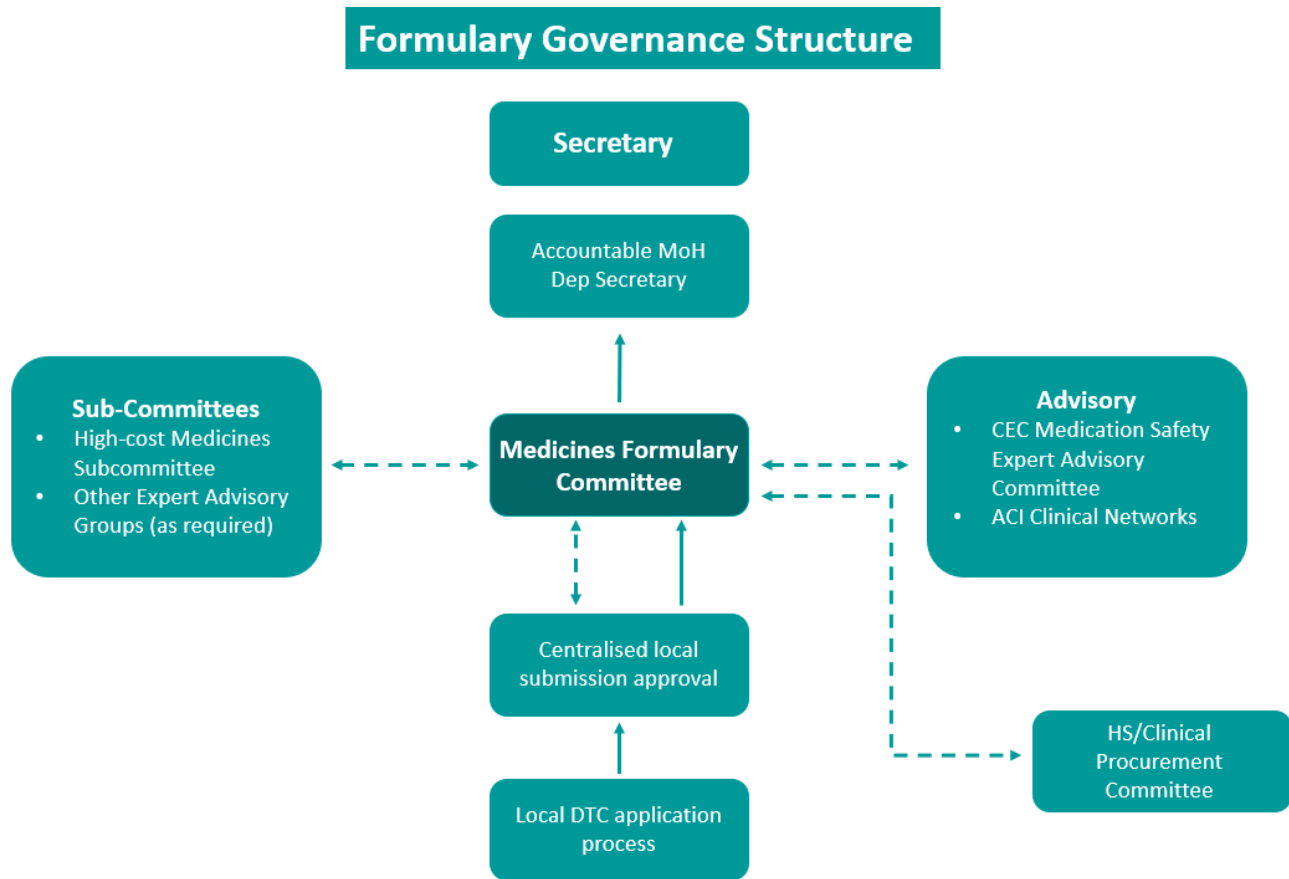 Formulary Governance Structure
Secretary
Accountable MoH
Dep Secretary
Sub-Committees
• High-cost Medicines
Subcommittee
• Other Expert Advisory
Groups (as required)
Medicines Formulary
Committee
Advisory
• CEC Medication Safety
Expert Advisory
Committee
• ACI Clinical Networks
Centralised local
submission approval
HS/Clinical
Procurement
Committee
Local DTC application
process